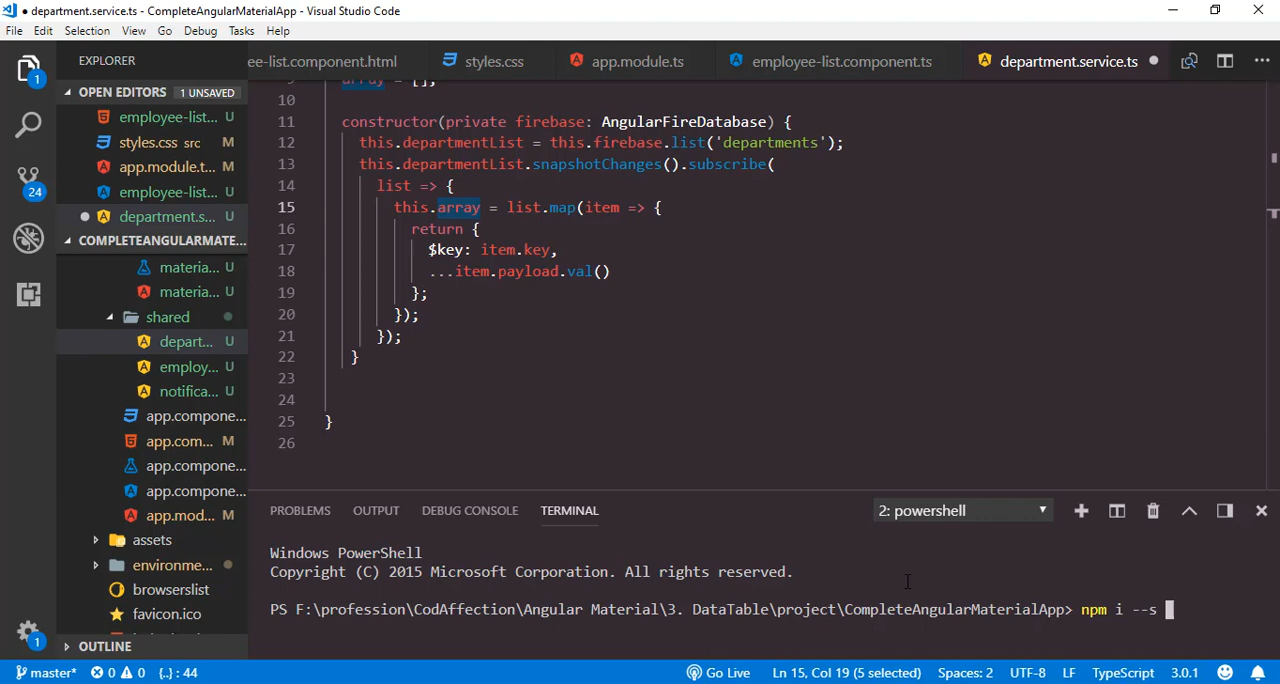 ● department.service.ts - CompleteAngularMaterialApp - Visual Studio Code
File Edit Selection View Go Debug Tasks Help
EXPLORER
ee-list.component.html styles.css app.module.ts employee-list.component.ts department.service.ts
OPEN EDITORS 1 UNSAVED
employee-list... U
styles.css src M
app.module.t... M
employee-list... U
department.s... U
COMPLETEANGULARMATE...
materia... U
materia... U
shared
depart... U
employ... U
notifica... U
app.compone...
app.com... M
app.compone...
app.compone...
app.mod... M
assets
environme...
browserslist
favicon.ico
OUTLINE
1
24
1
9 array = [];
10
11 constructor(private firebase: AngularFireDatabase) {
12 this.departmentList = this.firebase.list('departments');
13 this.departmentList.snapshotChanges().subscribe(
14 list => {
15 this.array = list.map(item => {
16 return {
17 $key: item.key,
18 ...item.payload.val()
19 };
20 });
21 });
22 }
23
24
25 }
26
PROBLEMS OUTPUT DEBUG CONSOLE TERMINAL 2: powershell
Windows PowerShell
Copyright (C) 2015 Microsoft Corporation. All rights reserved.
PS F:\profession\CodAffection\Angular Material\3. DataTable\project\CompleteAngularMaterialApp> npm i --s
master* 0 0 {..} : 44 Go Live Ln 15, Col 19 (5 selected) Spaces: 2 UTF-8 LF TypeScript 3.0.1